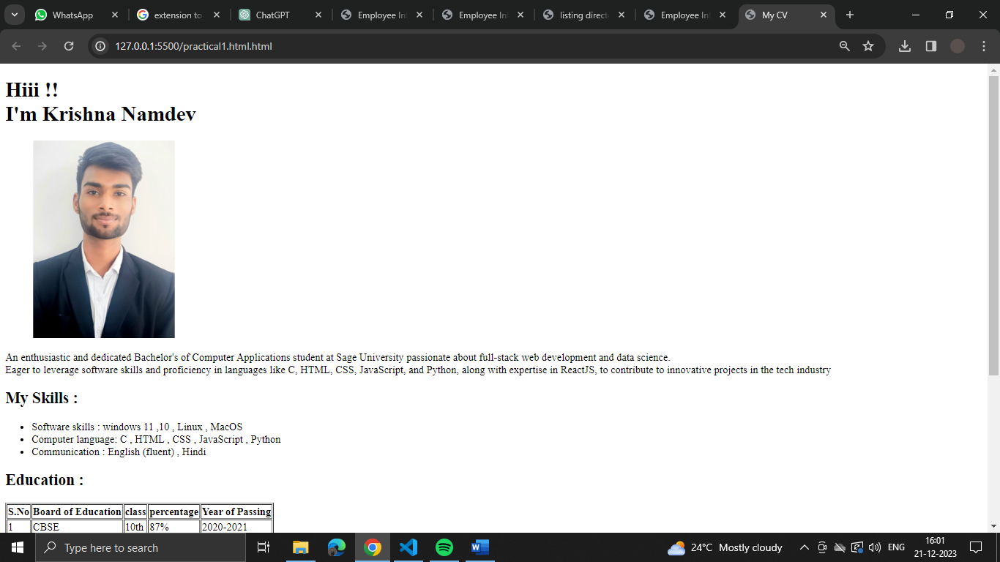 WhatsApp
extension to
ChatGPT
Employee In
Employee In
listing direct
Employee In
My CV
127.0.0.1:5500/practical1.html.html
Hiii !!
I'm Krishna Namdev
An enthusiastic and dedicated Bachelor's of Computer Applications student at Sage University passionate about full-stack web development and data science.
Eager to leverage software skills and proficiency in languages like C, HTML, CSS, JavaScript, and Python, along with expertise in ReactJS, to contribute to innovative projects in the tech industry
My Skills :
Software skills : windows 11 ,10 , Linux , MacOS
Computer language: C , HTML , CSS , JavaScript , Python
Communication : English (fluent) , Hindi
Education :
S.No Board of Education class percentage Year of Passing
1 CBSE 10th 87% 2020-2021
Type here to search
24°C Mostly cloudy
ENG
16:01
21-12-2023